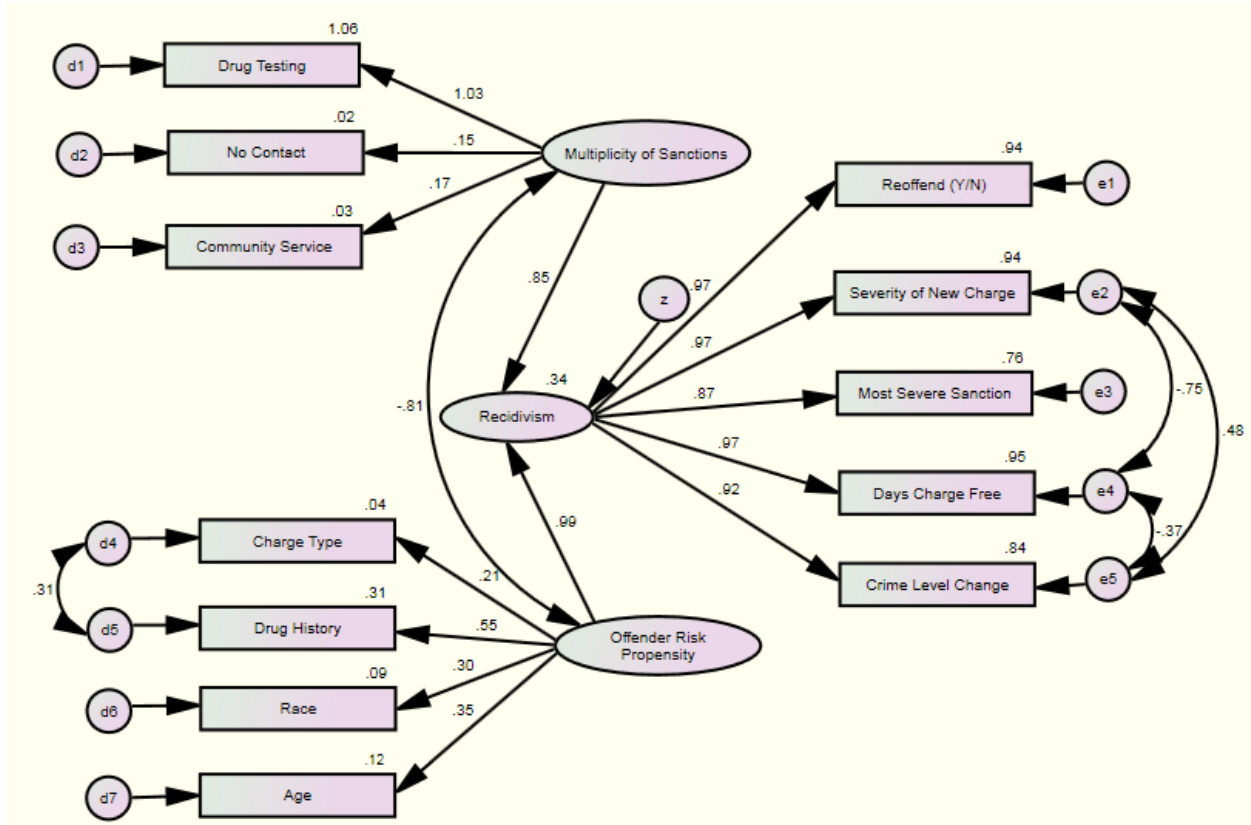 1.06
d1
Drug Testing
1.03
.02
d2
No Contact
.15
Multiplicity of Sanctions
.17
.03
d3
Community Service
.94
Reoffend (Y/N)
e1
.85
z
.97
.94
Severity of New Charge
e2
.97
.76
Most Severe Sanction
e3
-.75
.48
-.81
.34
Recidivism
.87
.97
.95
Days Charge Free
e4
.92
-.37
.84
Crime Level Change
e5
.99
.04
d4
Charge Type
.21
.31
.31
d5
Drug History
.55
Offender Risk
Propensity
.09
d6
Race
.30
.35
.12
d7
Age